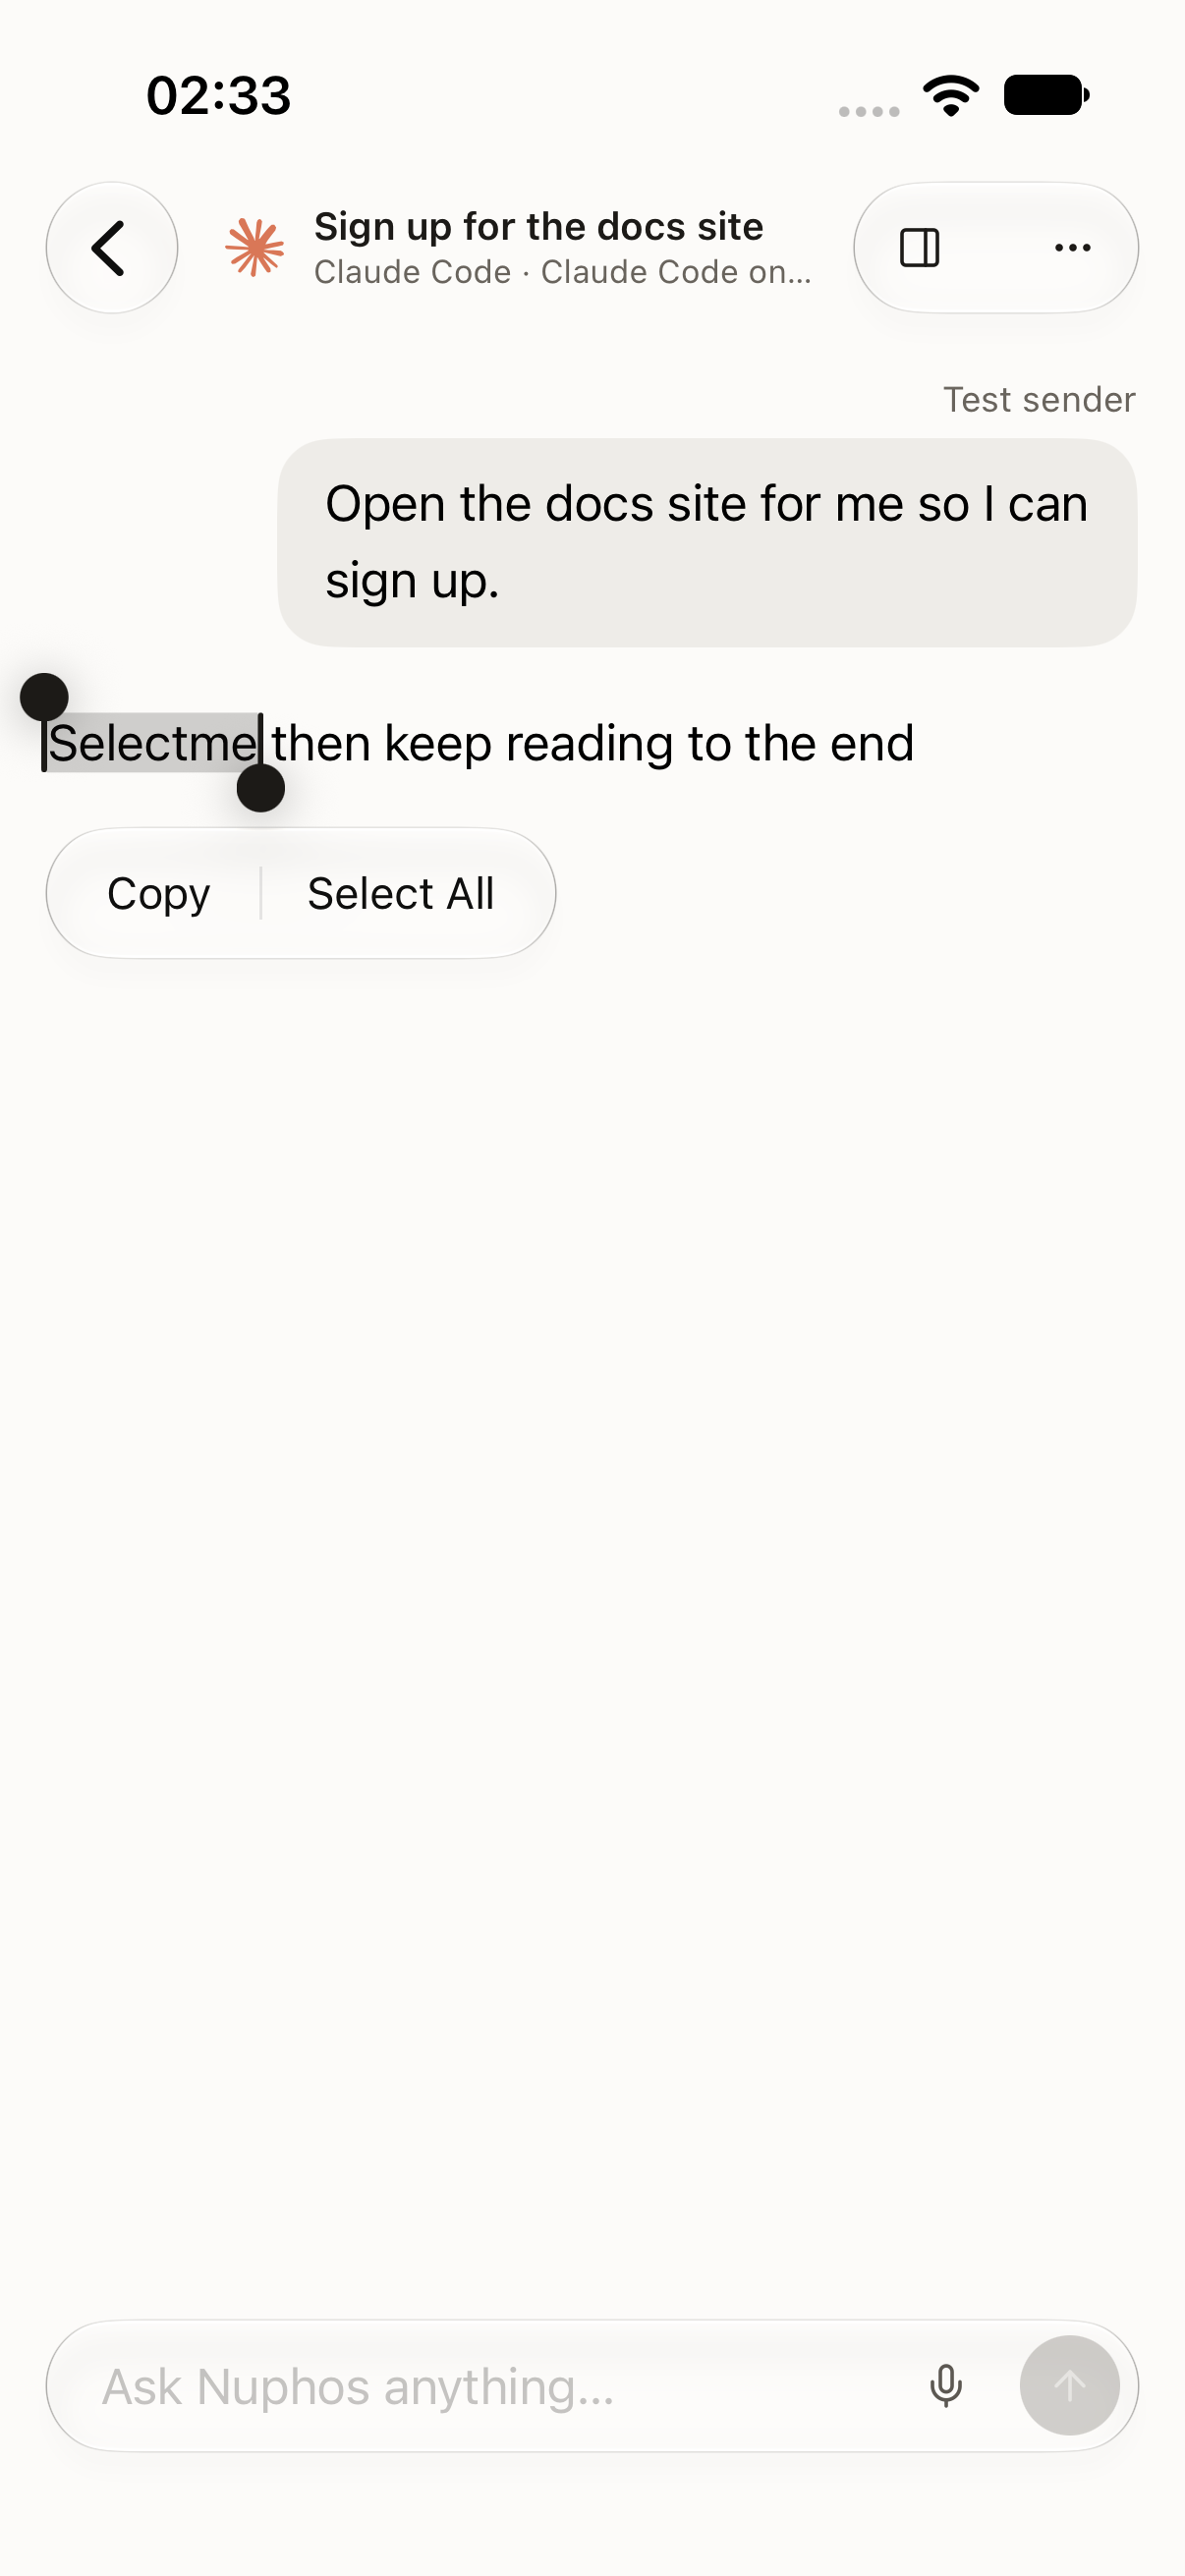 02:33
Sign up for the docs site
Claude Code · Claude Code on...
Test sender
Open the docs site for me so I can
sign up.
Selectme then keep reading to the end
Copy
Select All
Ask Nuphos anything...